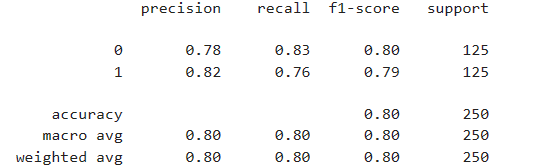 precision recall f1-score support
0 0.78 0.83 0.80 125
1 0.82 0.76 0.79 125
accuracy 0.80 250
macro avg 0.80 0.80 0.80 250
weighted avg 0.80 0.80 0.80 250